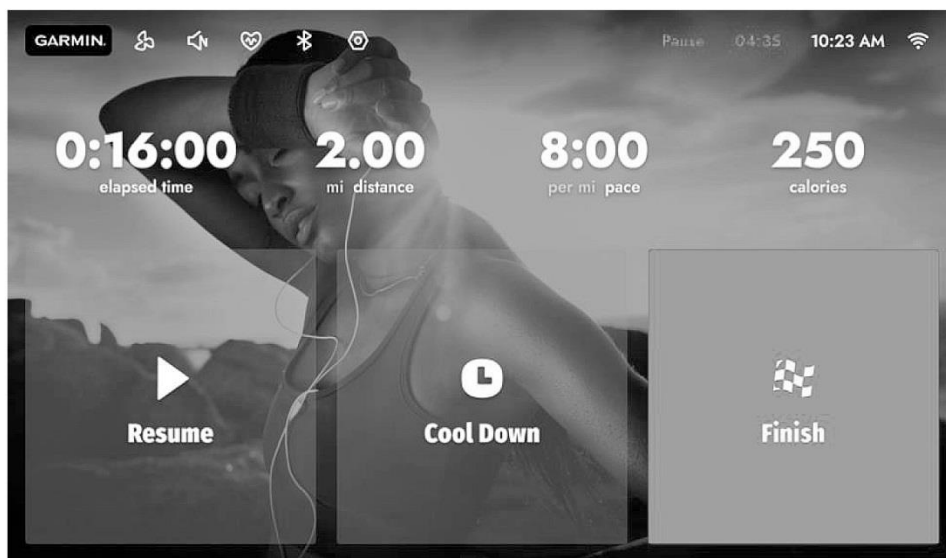 GARMIN. Pause 04:35 10:23 AM
0:16:00 2.00 8:00 250
elapsed time mi distance per mi pace calories
Resume Cool Down Finish